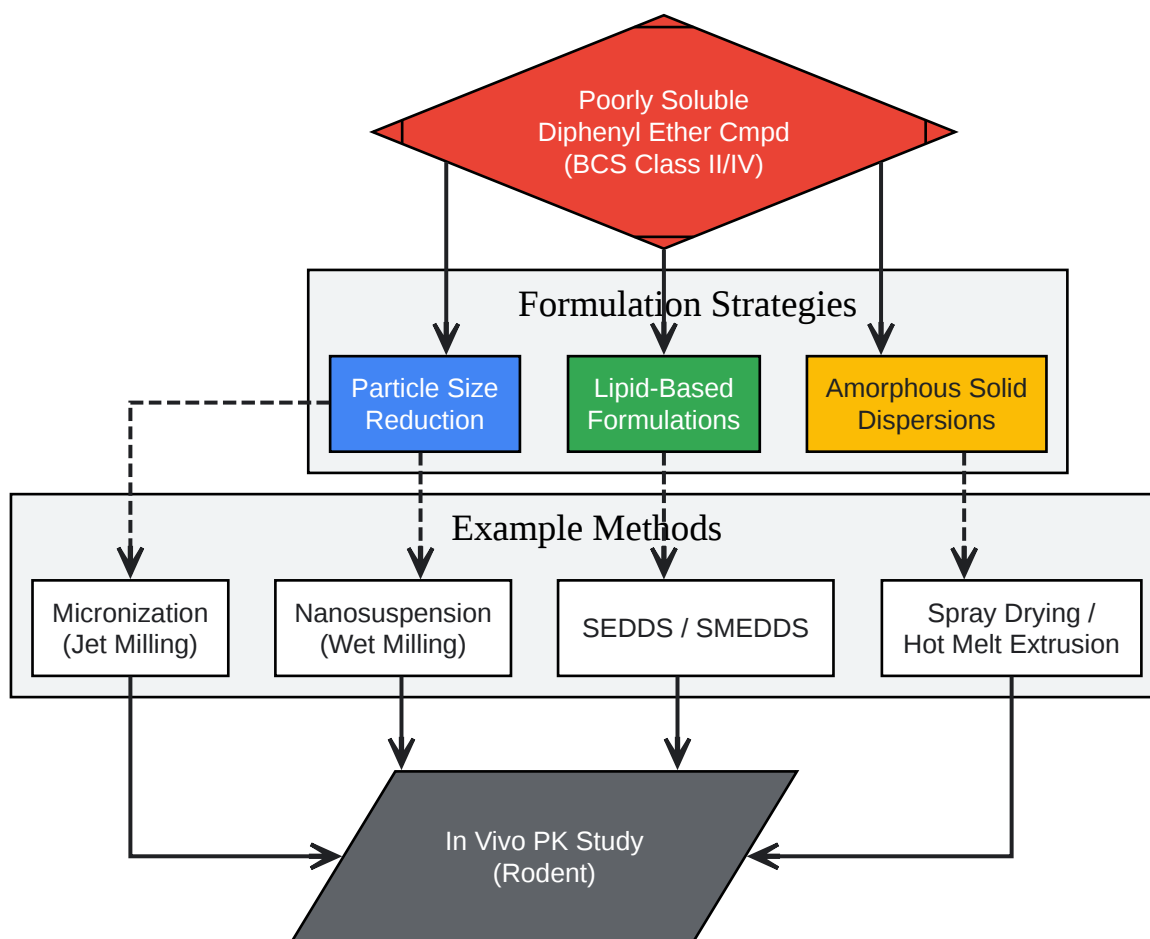 Poorly Soluble
Diphenyl Ether Cmpd
(BCS Class II/IV)
Formulation Strategies
Particle Size
Reduction
Lipid-Based
Formulations
Amorphous Solid
Dispersions
Example Methods
Micronization
(Jet Milling)
Nanosuspension
(Wet Milling)
SEDDS / SMEDDS
Spray Drying /
Hot Melt Extrusion
In Vivo PK Study
(Rodent)